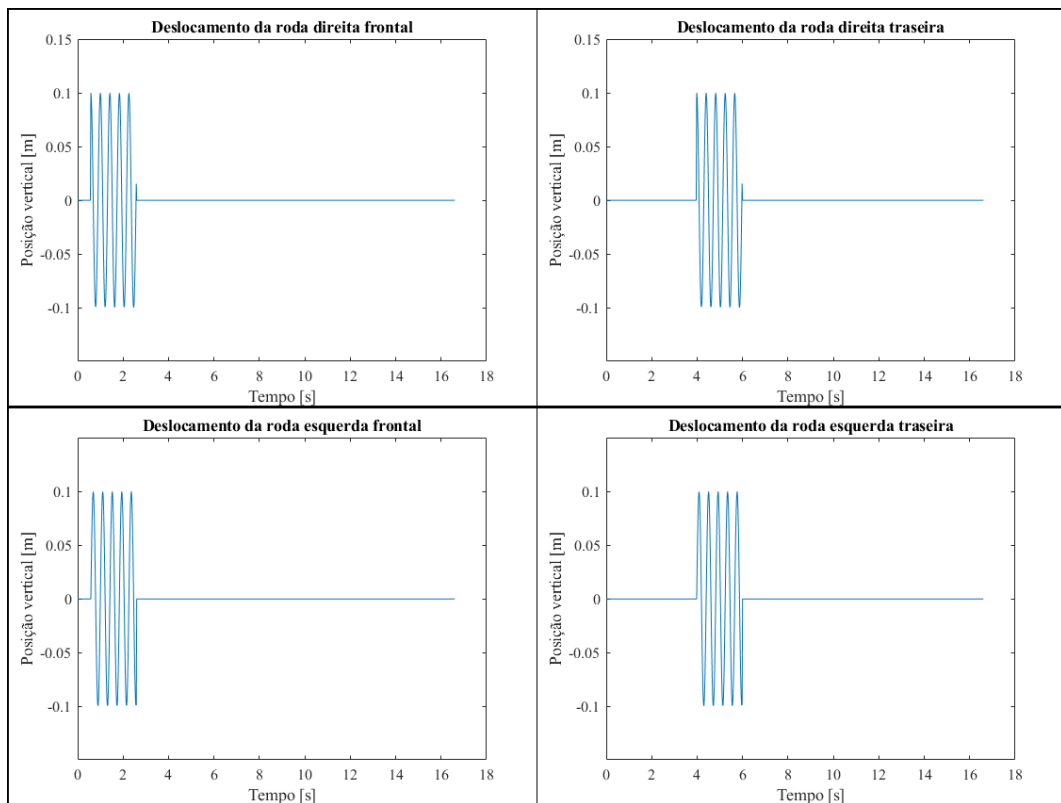 Deslocamento da roda direita frontal
0.15
0.1
0.05
0
-0.05
-0.1
Posição vertical [m]
0 2 4 6 8 10 12 14 16 18
Tempo [s]
Deslocamento da roda direita traseira
0.15
0.1
0.05
0
-0.05
-0.1
Posição vertical [m]
0 2 4 6 8 10 12 14 16 18
Tempo [s]
Deslocamento da roda esquerda frontal
0.1
0.05
0
-0.05
-0.1
Posição vertical [m]
0 2 4 6 8 10 12 14 16 18
Tempo [s]
Deslocamento da roda esquerda traseira
0.1
0.05
0
-0.05
-0.1
Posição vertical [m]
0 2 4 6 8 10 12 14 16 18
Tempo [s]